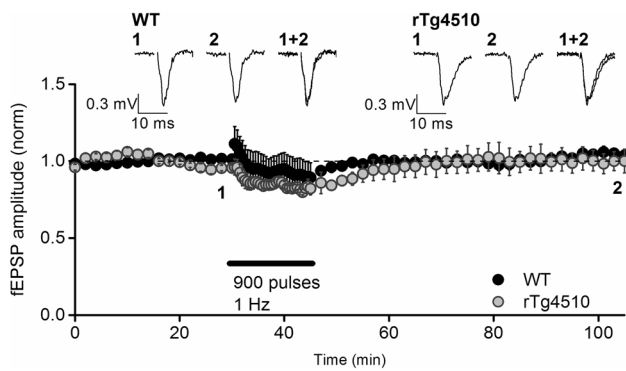 WT
rTg4510
1 2 1+2
1 2 1+2
0.3 mV
10 ms
0.3 mV
10 ms
fEPSP amplitude (norm)
1.5
1.0
0.5
0.0
1
2
900 pulses
1 Hz
WT
rTg4510
0 20 40 60 80 100
Time (min)